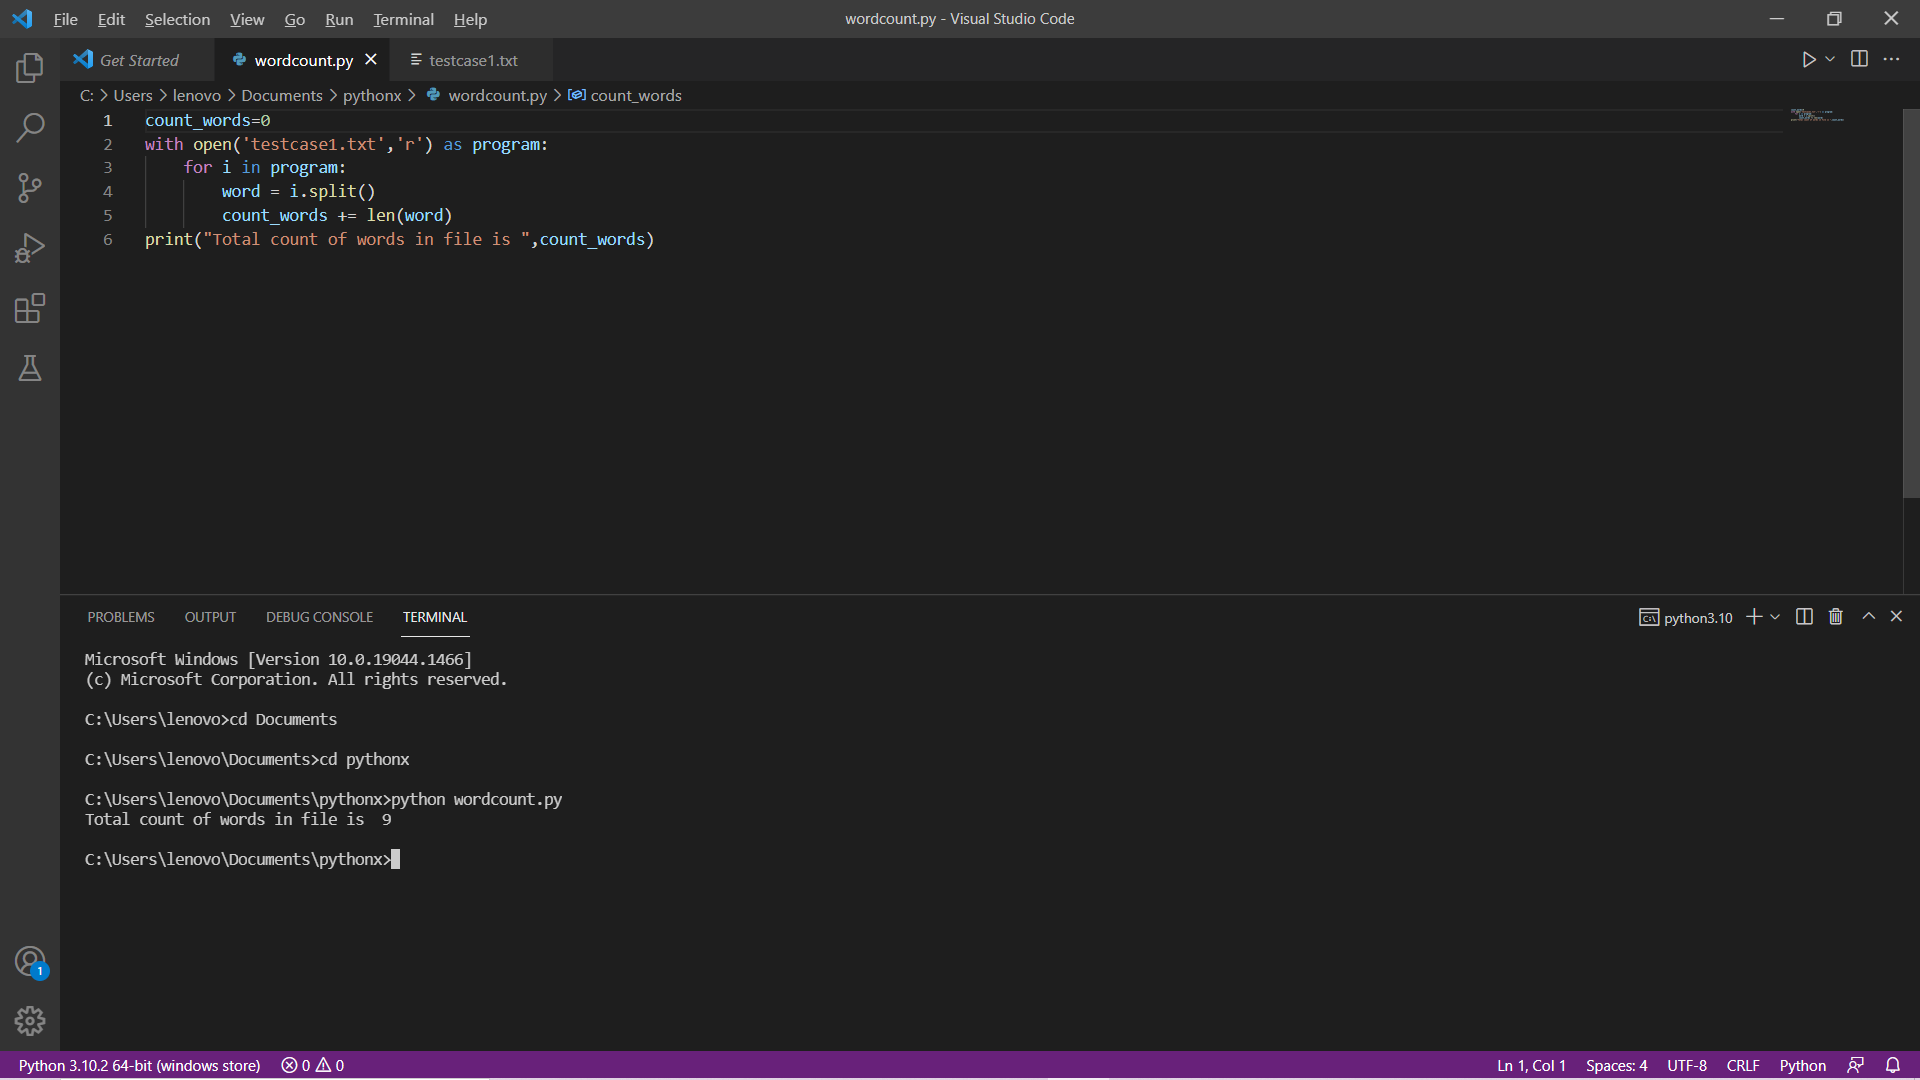 File Edit Selection View Go Run Terminal Help wordcount.py - Visual Studio Code
Get Started wordcount.py testcase1.txt
C: > Users > lenovo > Documents > pythonx > wordcount.py > count_words
1 count_words=0
2 with open('testcase1.txt','r') as program:
3 for i in program:
4 word = i.split()
5 count_words += len(word)
6 print("Total count of words in file is ",count_words)
PROBLEMS OUTPUT DEBUG CONSOLE TERMINAL python3.10
Microsoft Windows [Version 10.0.19044.1466]
(c) Microsoft Corporation. All rights reserved.
C:\Users\lenovo>cd Documents
C:\Users\lenovo\Documents>cd pythonx
C:\Users\lenovo\Documents\pythonx>python wordcount.py
Total count of words in file is  9
C:\Users\lenovo\Documents\pythonx>
1
Python 3.10.2 64-bit (windows store) 0 0 Ln 1, Col 1 Spaces: 4 UTF-8 CRLF Python